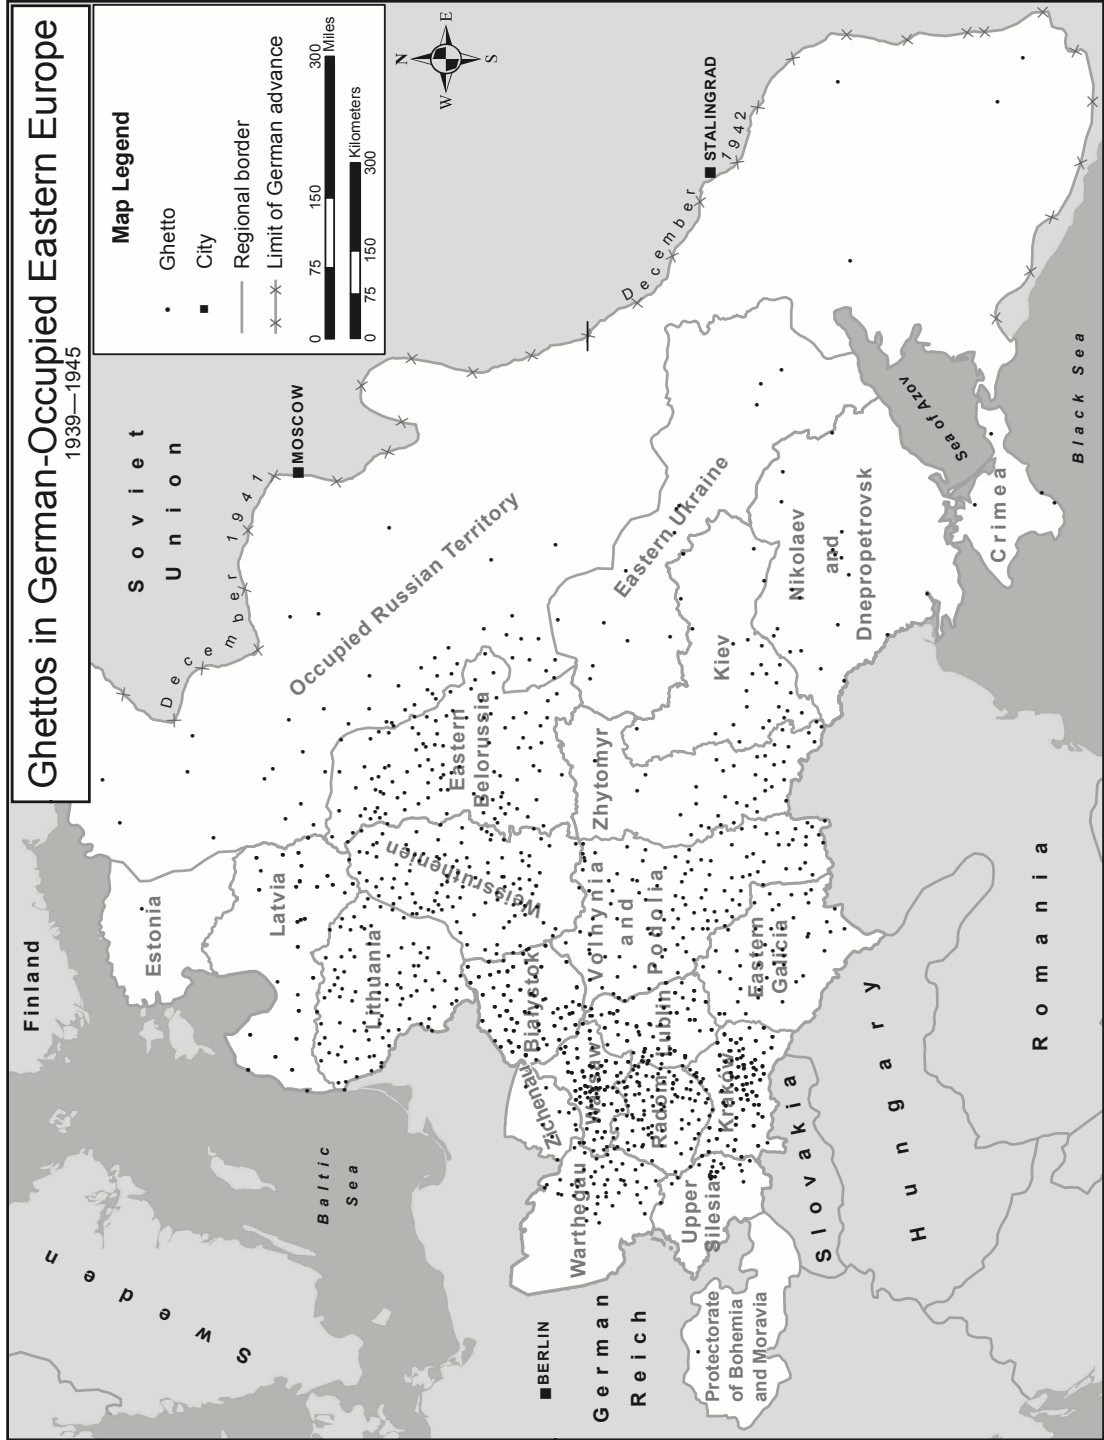 Ghettos in German-Occupied Eastern Europe
1939—1945
Map Legend
Ghetto
City
Regional border
Limit of German advance
0 75 150 300 Miles
Kilometers
0 75 150 300
N
E
S
W
Finland
Sweden
Baltic
Sea
Soviet
Union
December 1941
MOSCOW
December 1942
STALINGRAD
Estonia
Latvia
Lithuania
Occupied Russian Territory
Eastern
Belorussia
Weissruthenien
Bialystok
Zichenau
Warthegau
Warsaw
Radom
Lublin
Kraków
Upper
Silesia
Volhynia
and
Podolia
Eastern
Galicia
Zhytomyr
Kiev
Eastern Ukraine
Nikolaev
and
Dnepropetrovsk
Crimea
Sea of Azov
Black Sea
BERLIN
German
Reich
Protectorate
of Bohemia
and Moravia
Slovakia
Hungary
Romania